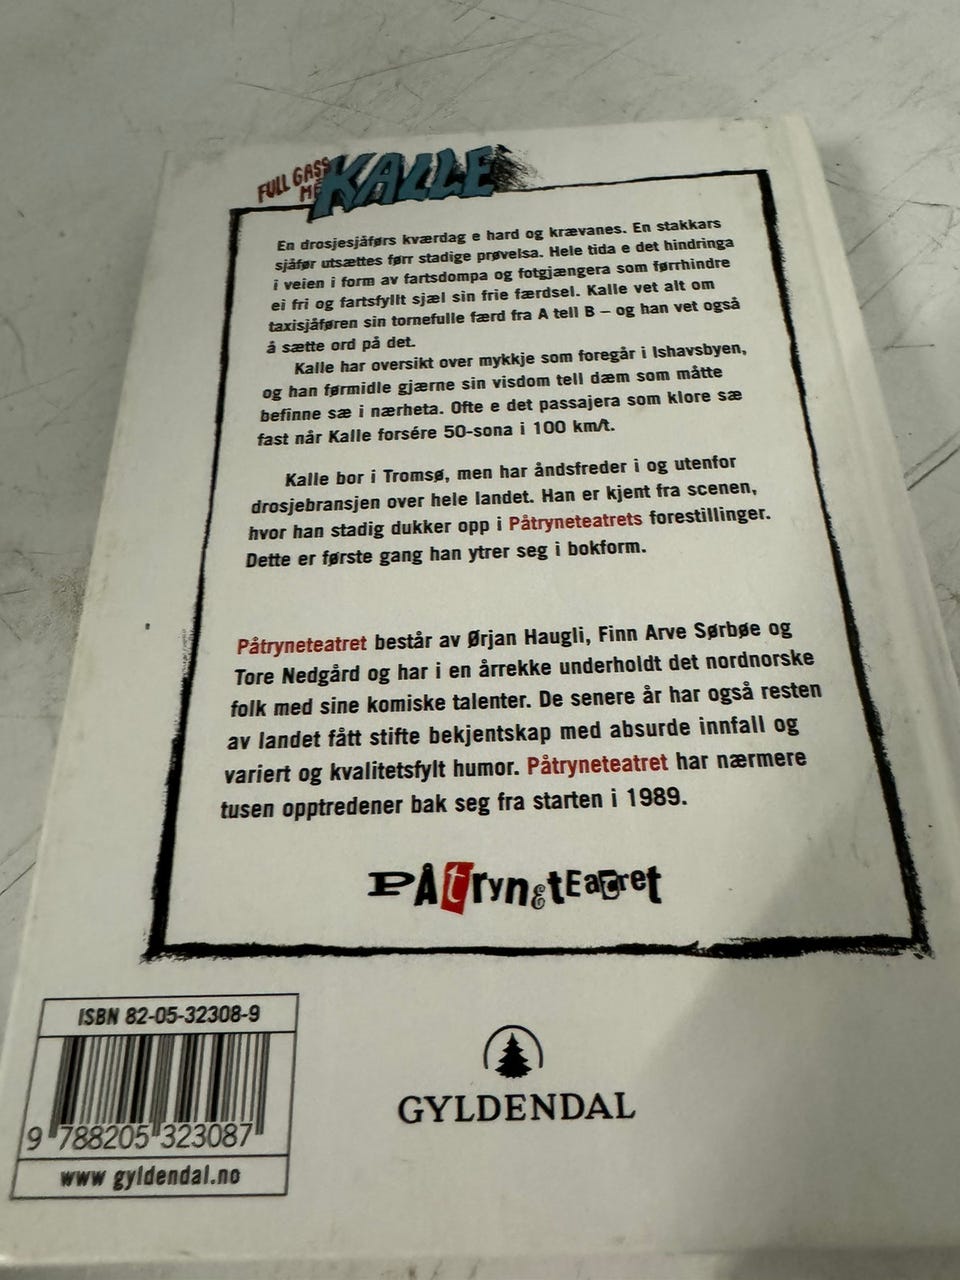 FULL GASS
ME KALLE
En drosjesjåførs kværdag e hard og krævanes. En stakkars
sjåfør utsættes førr stadige prøvelsa. Hele tida e det hindringa
i veien i form av fartsdompa og fotgjængera som førrhindre
ei fri og fartsfyllt sjæl sin frie færdsel. Kalle vet alt om
taxisjåføren sin tornefulle færd fra A tell B – og han vet også
å sætte ord på det.
Kalle har oversikt over mykkje som foregår i Ishavsbyen,
og han førmidle gjærne sin visdom tell dæm som måtte
befinne sæ i nærheta. Ofte e det passajera som klore sæ
fast når Kalle forsére 50-sona i 100 km/t.
Kalle bor i Tromsø, men har åndsfreder i og utenfor
drosjebransjen over hele landet. Han er kjent fra scenen,
hvor han stadig dukker opp i Påtryneteatrets forestillinger.
Dette er første gang han ytrer seg i bokform.
Påtryneteatret består av Ørjan Haugli, Finn Arve Sørbøe og
Tore Nedgård og har i en årrekke underholdt det nordnorske
folk med sine komiske talenter. De senere år har også resten
av landet fått stifte bekjentskap med absurde innfall og
variert og kvalitetsfylt humor. Påtryneteatret har nærmere
tusen opptredener bak seg fra starten i 1989.
PÅtryneteatret
ISBN 82-05-32308-9
9 788205 323087
www.gyldendal.no
GYLDENDAL